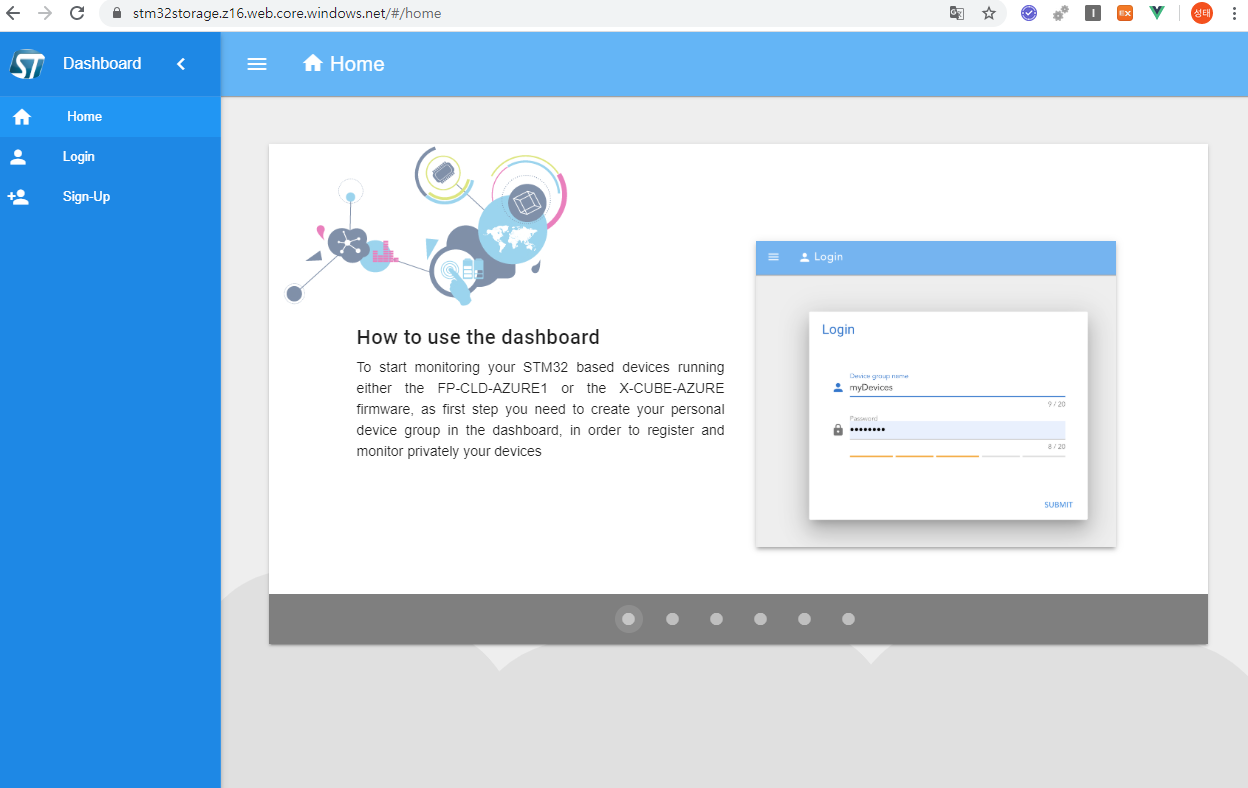 stm32storage.z16.web.core.windows.net/#/home
EX
성태
ST
Dashboard
Home
Home
Login
Sign-Up
How to use the dashboard
To start monitoring your STM32 based devices running
either the FP-CLD-AZURE1 or the X-CUBE-AZURE
firmware, as first step you need to create your personal
device group in the dashboard, in order to register and
monitor privately your devices
Login
Login
Device group name
myDevices
9 / 20
Password
••••••••
8 / 20
SUBMIT